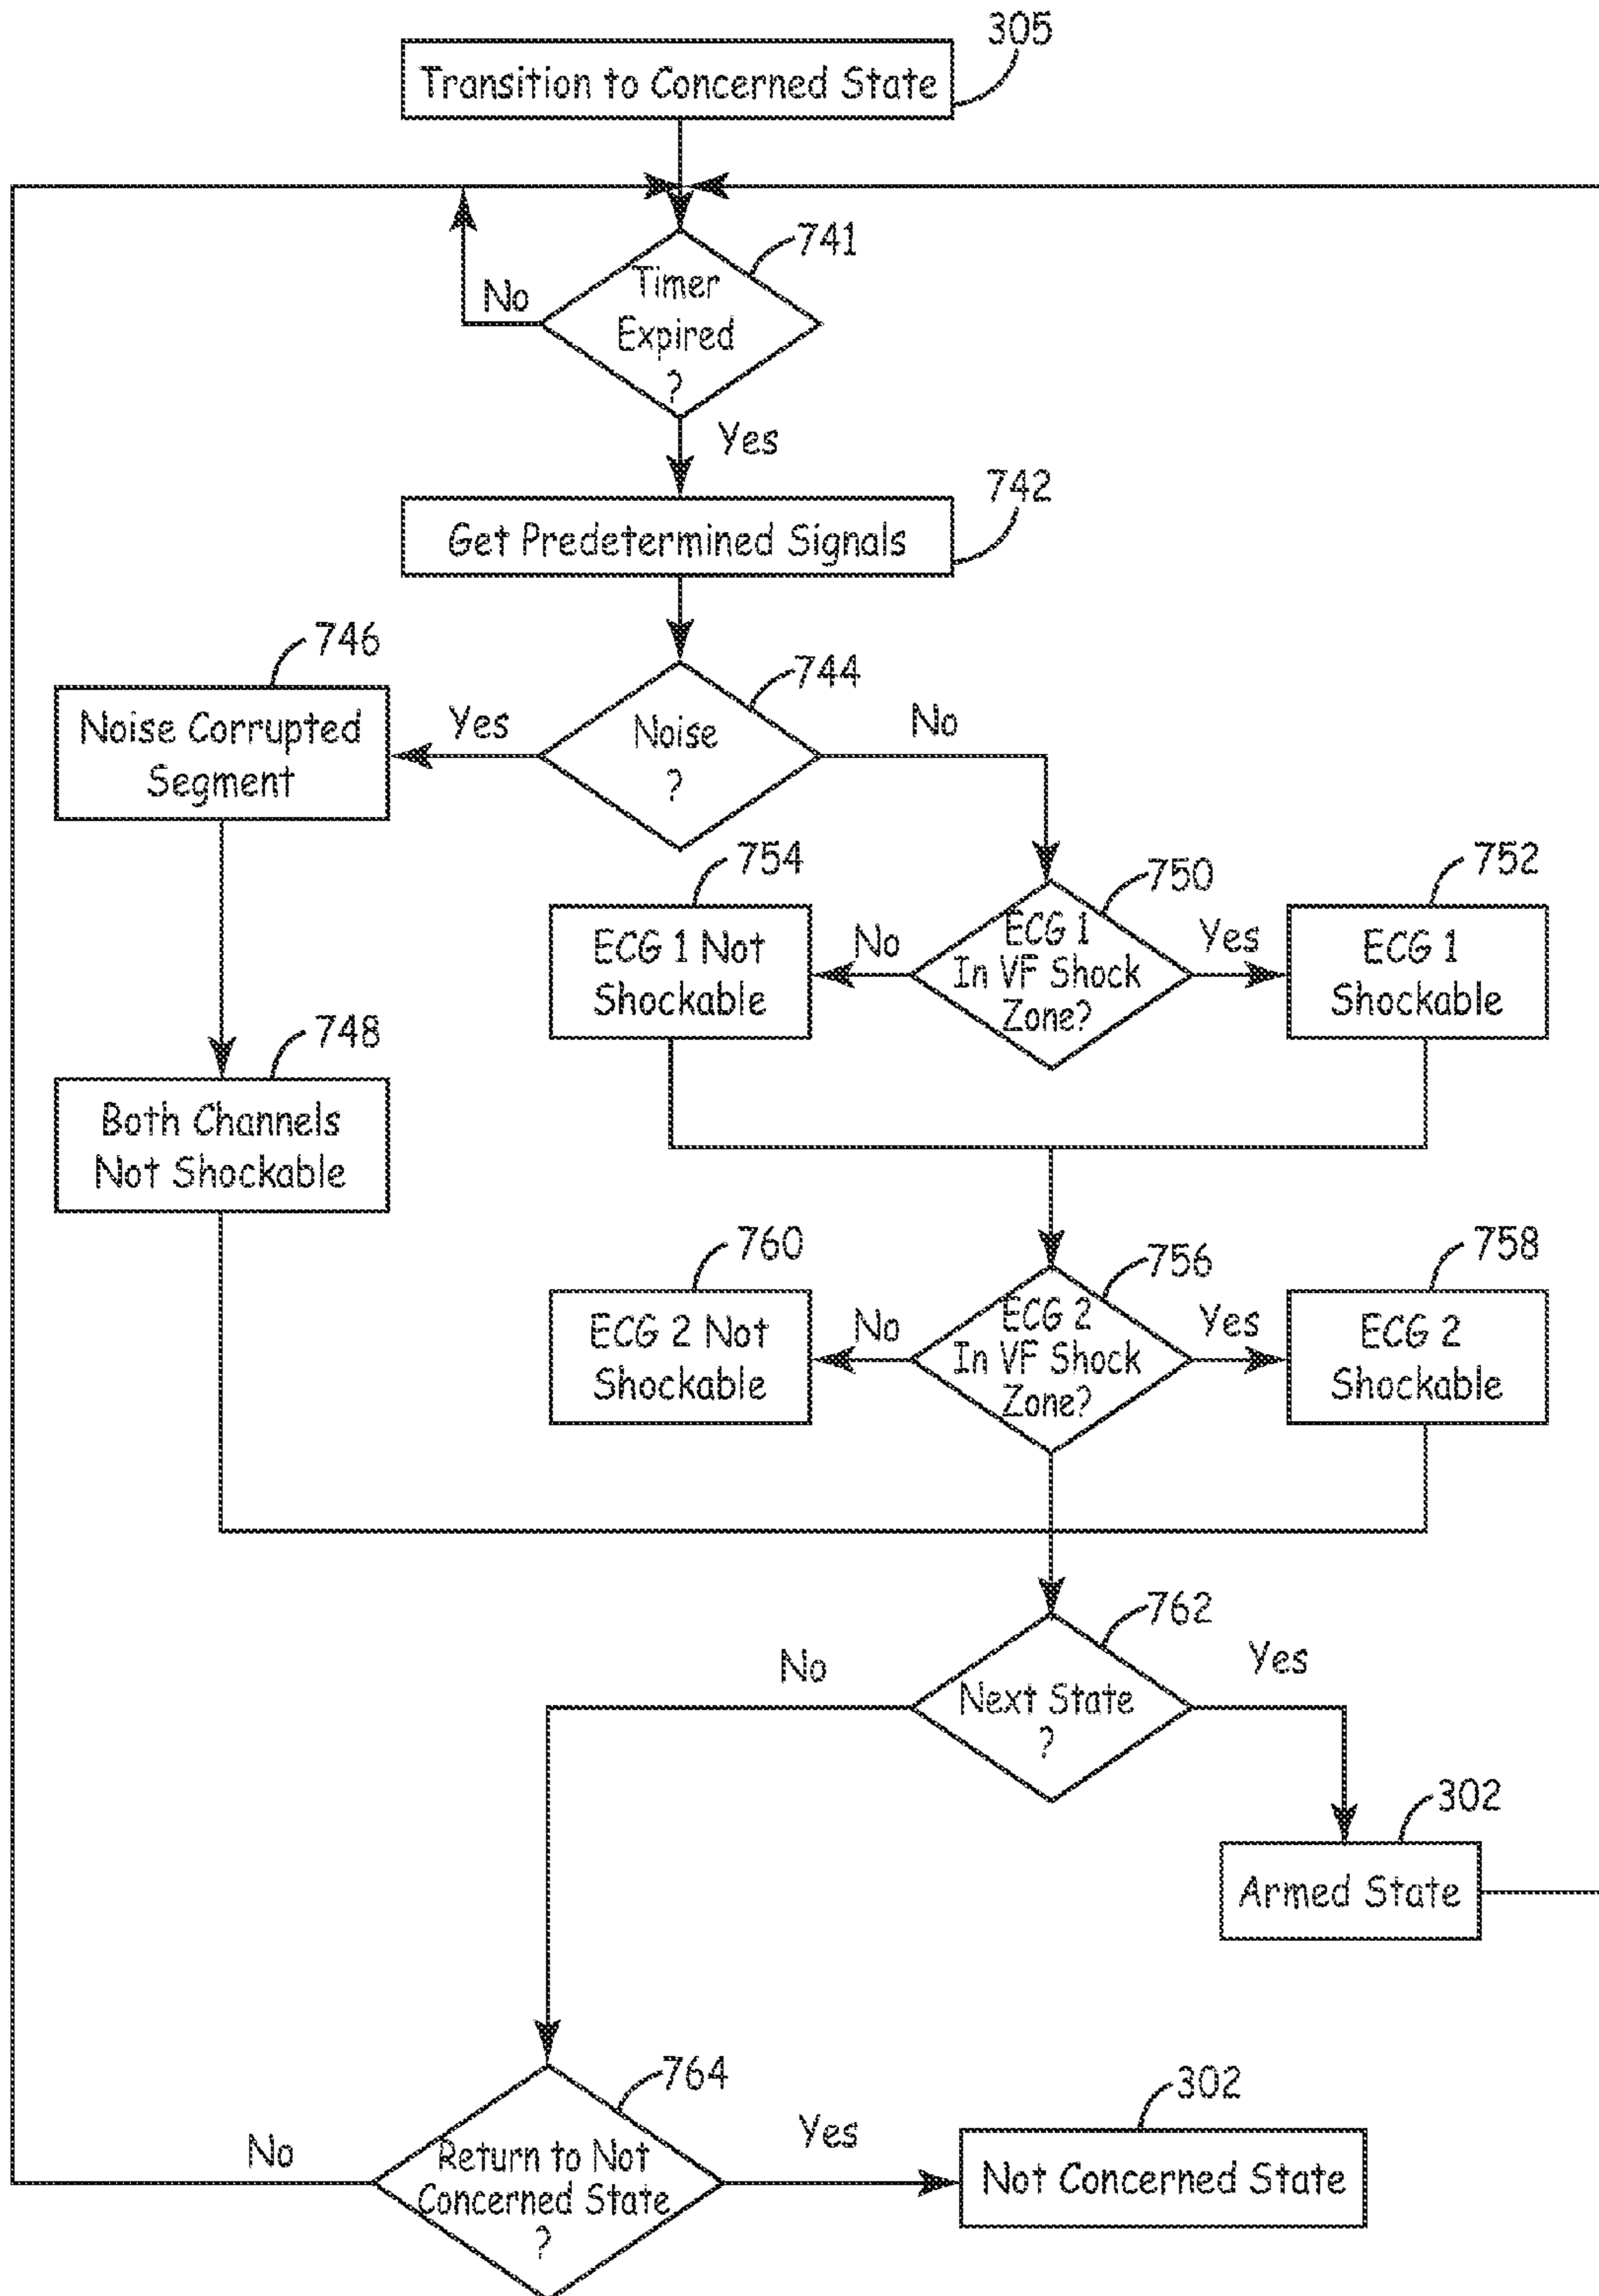 305
Transition to Concerned State
741
Timer
Expired
?
No
Yes
742
Get Predetermined Signals
746
744
Noise Corrupted
Segment
Yes
Noise
?
No
754
750
752
ECG 1 Not
Shockable
No
ECG 1
In VF Shock
Zone?
Yes
ECG 1
Shockable
748
Both Channels
Not Shockable
760
756
758
ECG 2 Not
Shockable
No
ECG 2
In VF Shock
Zone?
Yes
ECG 2
Shockable
762
No
Next State
?
Yes
302
Armed State
764
302
No
Return to Not
Concerned State
?
Yes
Not Concerned State